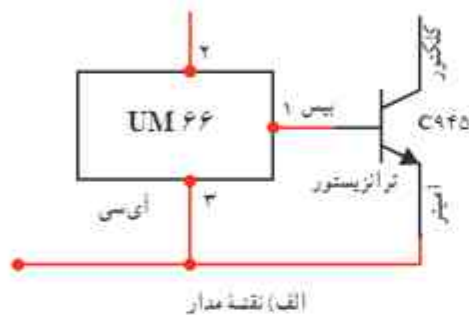 ۲
کلکتور
UM ۶۶
۱ بیس
C۹۴۵
ترانزیستور
امیتر
آی‌سی
۳
الف) نقشهٔ مدار